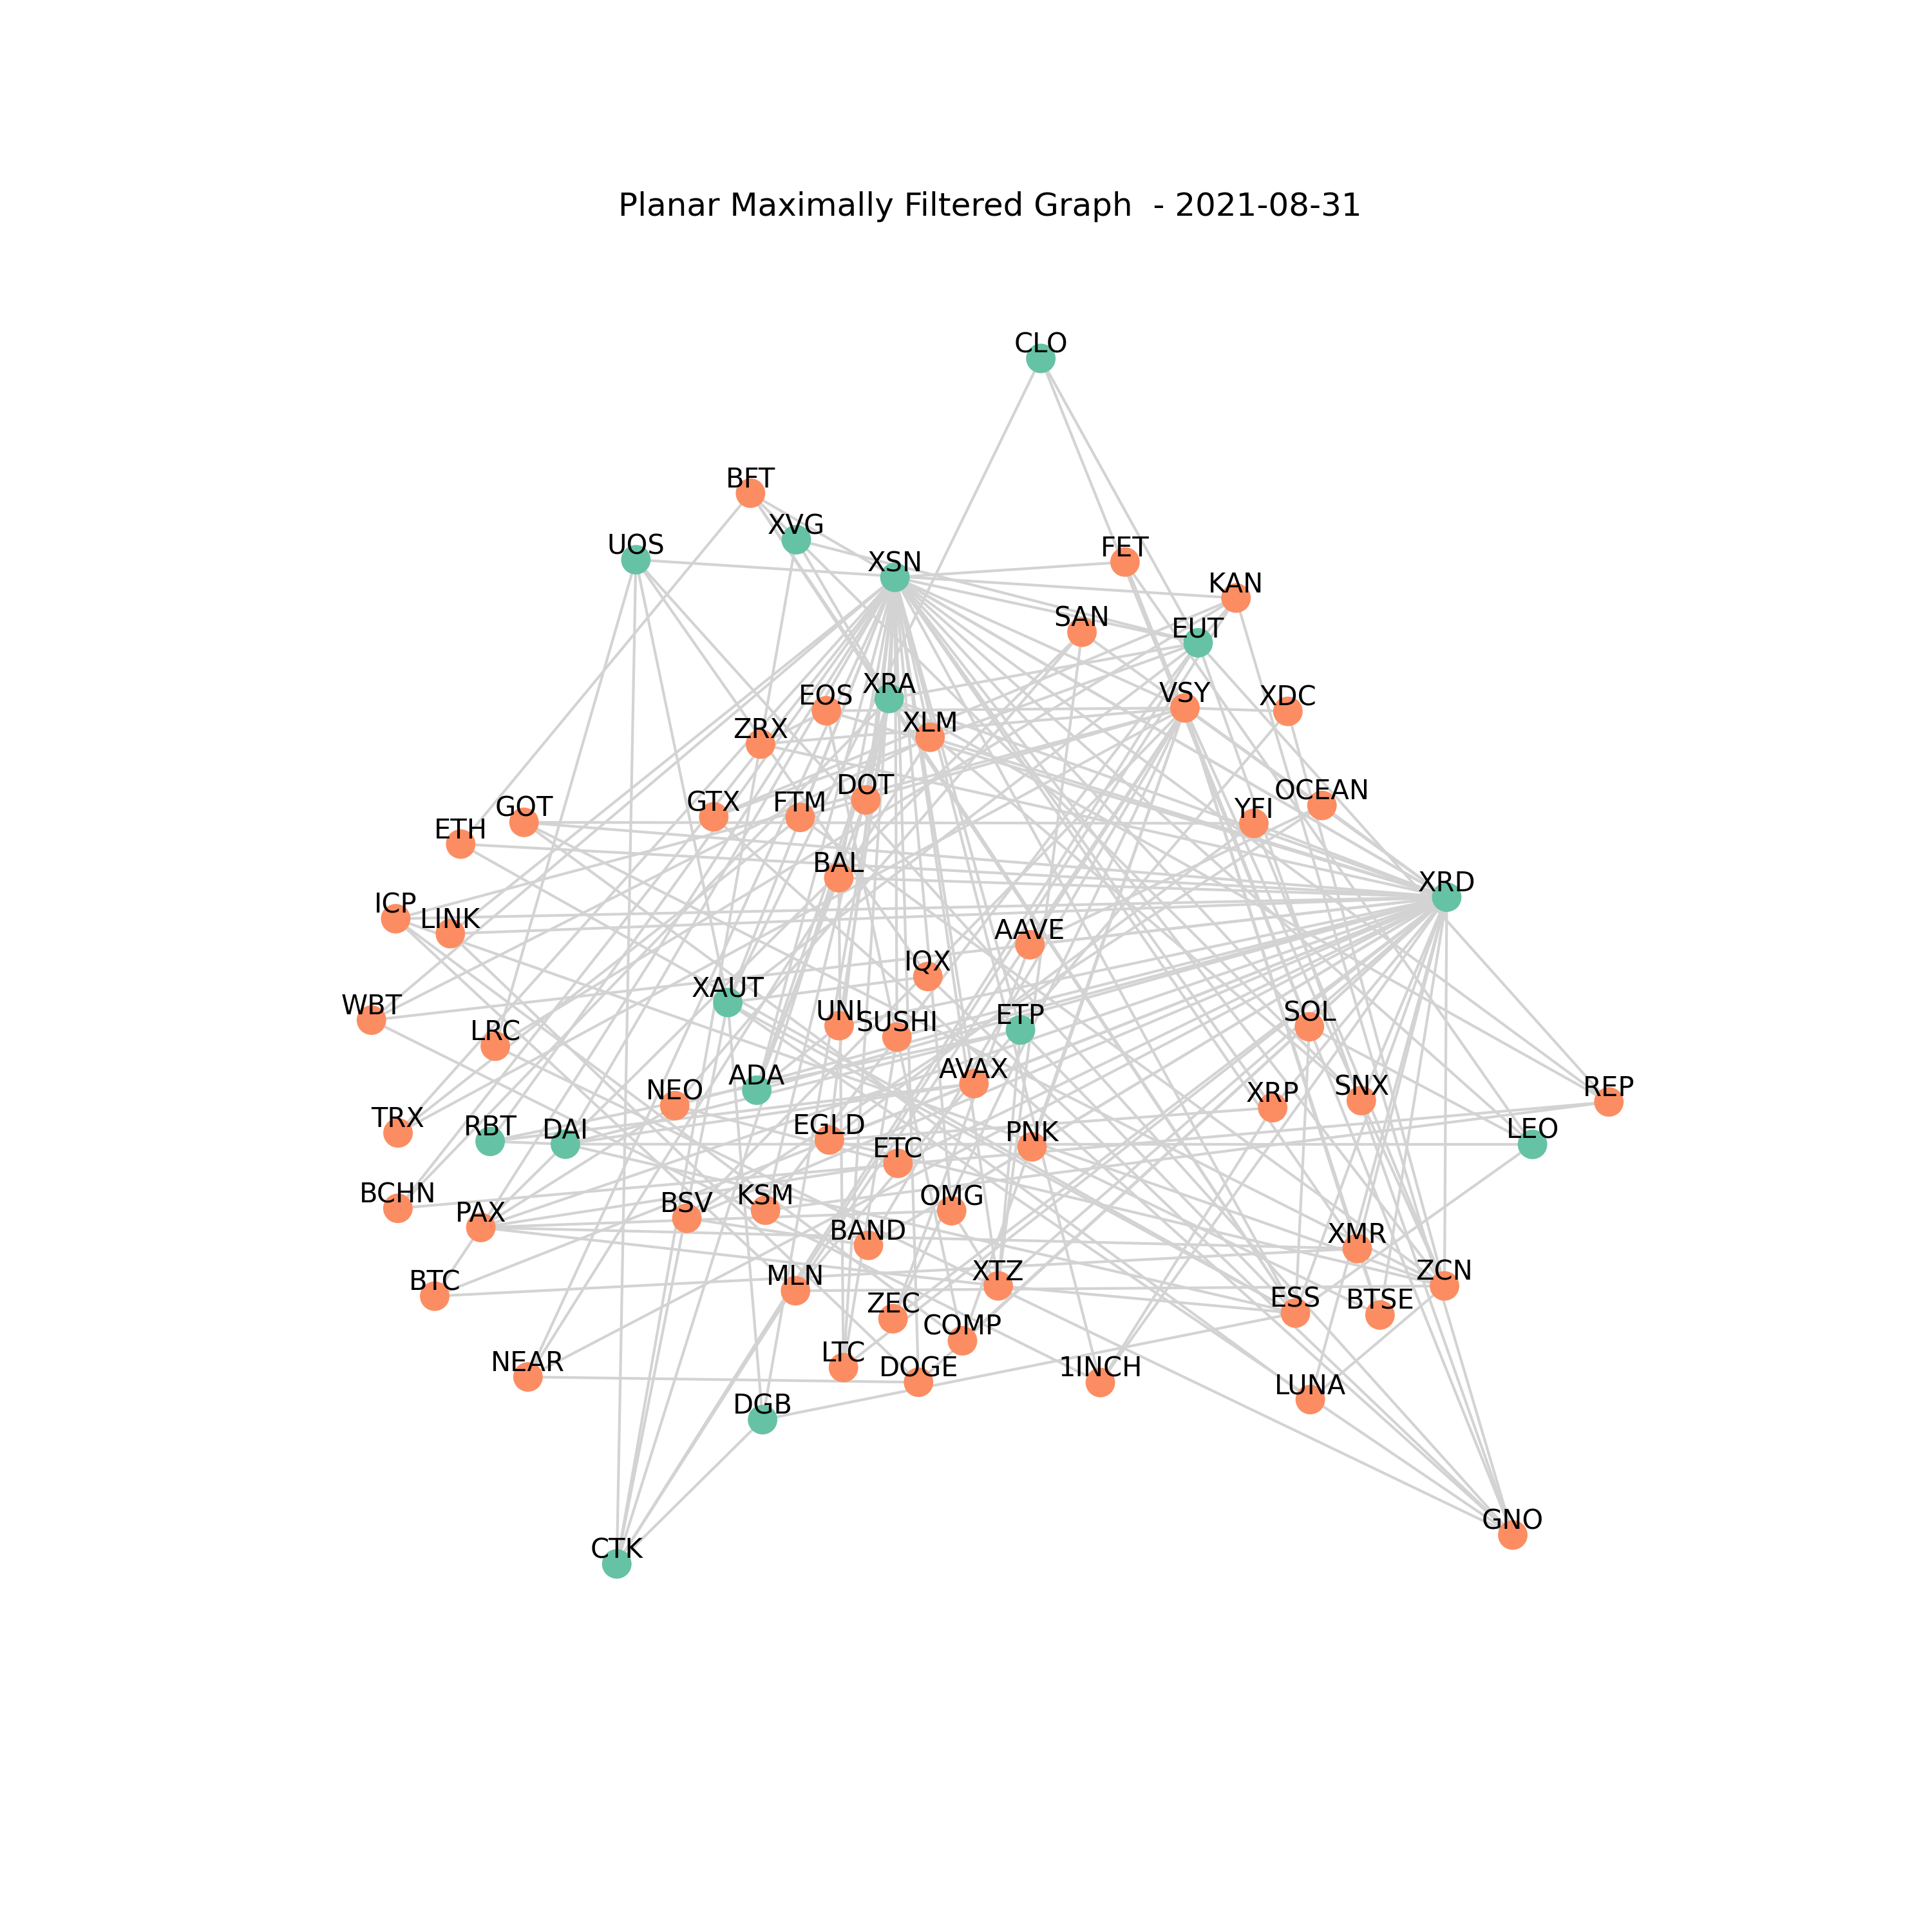 Planar Maximally Filtered Graph  - 2021-08-31
CLO
BFT
XVG
UOS
FET
XSN
KAN
SAN
EUT
XRA
VSY
EOS
XDC
XLM
ZRX
DOT
OCEAN
GTX
FTM
GOT
YFI
ETH
BAL
XRD
ICP
LINK
AAVE
IQX
XAUT
WBT
UNI
SUSHI
ETP
SOL
LRC
AVAX
ADA
NEO
XRP
SNX
REP
TRX
RBT
DAI
EGLD
PNK
LEO
ETC
BCHN
KSM
OMG
BSV
PAX
BAND
XMR
XTZ
ZCN
MLN
BTC
ZEC
ESS
BTSE
COMP
LTC
NEAR
DOGE
1INCH
LUNA
DGB
GNO
CTK